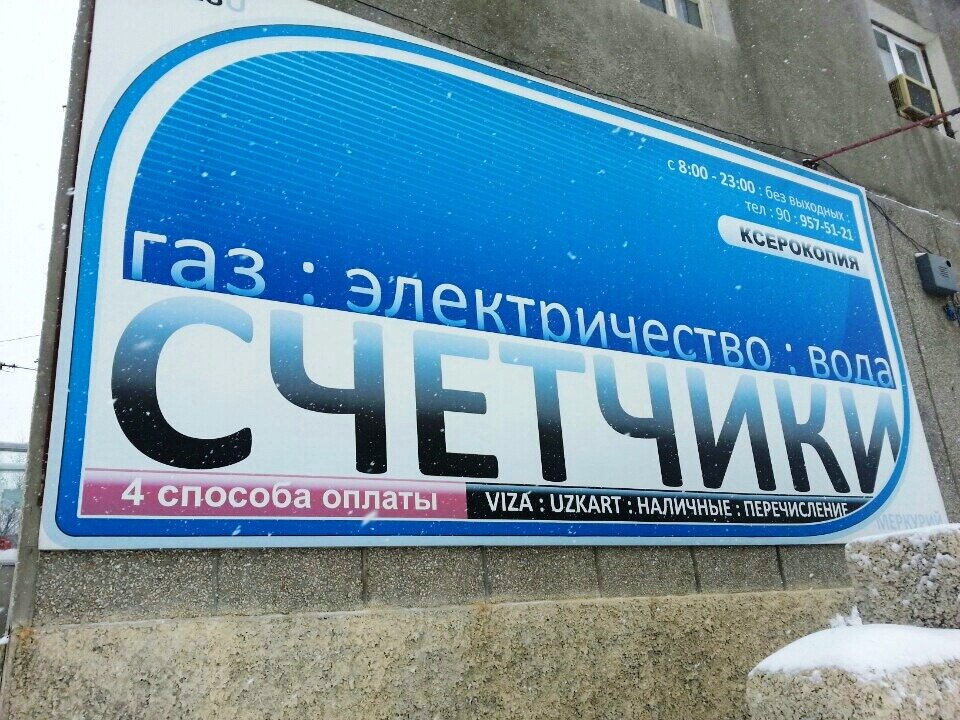 с 8:00 - 23:00 : без выходных :
тел : 90 : 957-51-21
КСЕРОКОПИЯ
газ : электричество : вода
СЧЕТЧИКИ
4 способа оплаты
VIZA : UZKART : НАЛИЧНЫЕ : ПЕРЕЧИСЛЕНИЕ
МЕРКУРИЙ